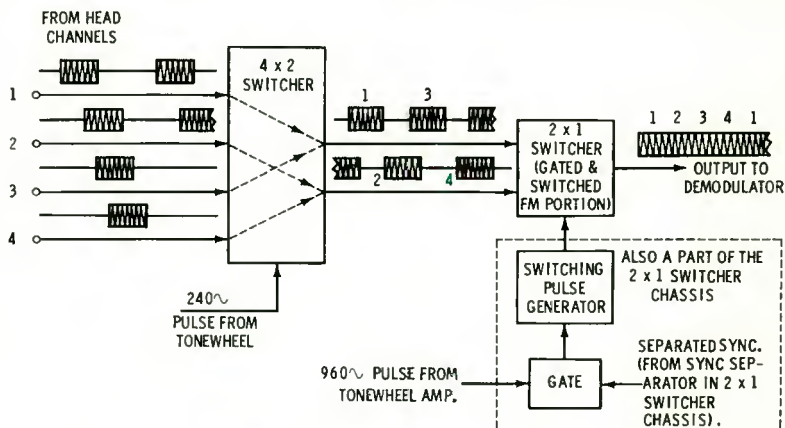 FROM HEAD
CHANNELS
1
2
3
4
4 x 2
SWITCHER
240~
PULSE FROM
TONEWHEEL
1 3
2 4
2 x 1
SWITCHER
(GATED &
SWITCHED
FM PORTION)
1 2 3 4 1
OUTPUT TO
DEMODULATOR
SWITCHING
PULSE
GENERATOR
ALSO A PART OF THE
2 x 1 SWITCHER
CHASSIS
960~ PULSE FROM
TONEWHEEL AMP.
GATE
SEPARATED SYNC.
(FROM SYNC SEP-
ARATOR IN 2 x 1
SWITCHER
CHASSIS).